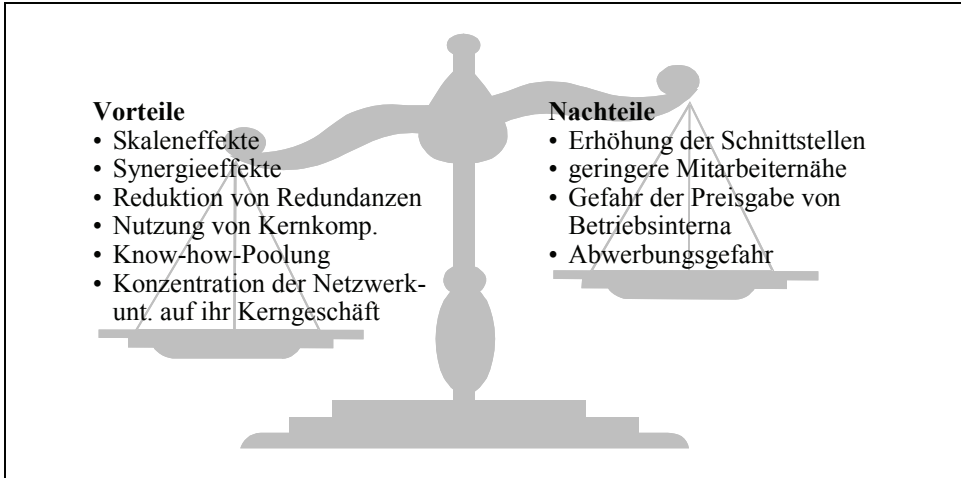 Vorteile
• Skaleneffekte
• Synergieeffekte
• Reduktion von Redundanzen
• Nutzung von Kernkomp.
• Know-how-Poolung
• Konzentration der Netzwerk-
unt. auf ihr Kerngeschäft
Nachteile
• Erhöhung der Schnittstellen
• geringere Mitarbeiternähe
• Gefahr der Preisgabe von
Betriebsinterna
• Abwerbungsgefahr